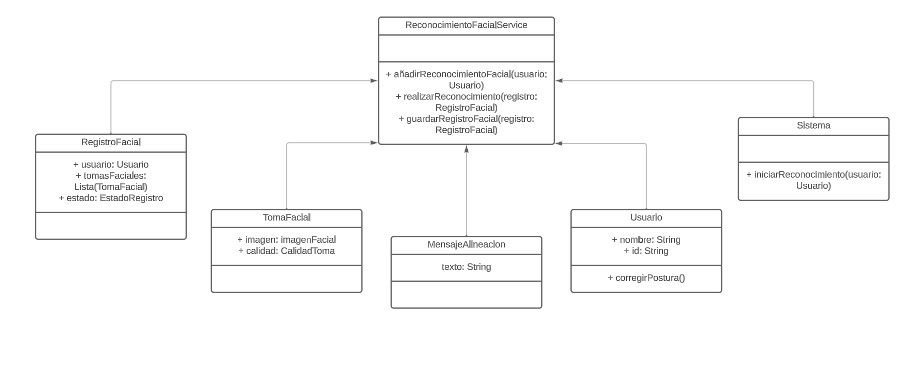 ReconocimientoFacialService
+ añadirReconocimientoFacial(usuario:
Usuario)
+ realizarReconocimiento(registro:
RegistroFacial)
+ guardarRegistroFacial(registro:
RegistroFacial)
RegistroFacial
+ usuario: Usuario
+ tomasFaciales:
Lista(TomaFacial)
+ estado: EstadoRegistro
TomaFacial
+ imagen: imagenFacial
+ calidad: CalidadToma
MensajeAlineacion
texto: String
Usuario
+ nombre: String
+ id: String
+ corregirPostura()
Sistema
+ iniciarReconocimiento(usuario:
Usuario)